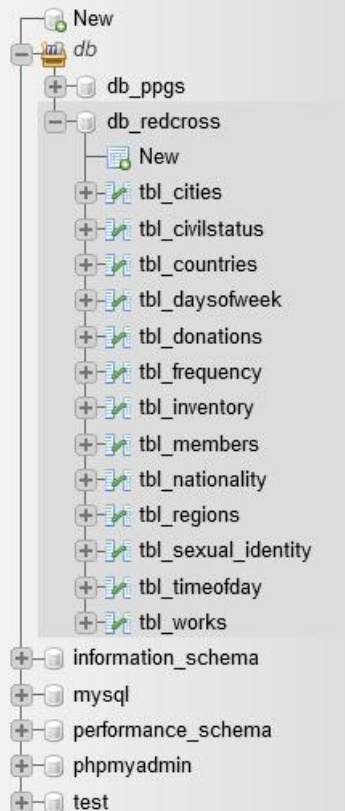 New
db
db_ppgs
db_redcross
New
tbl_cities
tbl_civilstatus
tbl_countries
tbl_daysofweek
tbl_donations
tbl_frequency
tbl_inventory
tbl_members
tbl_nationality
tbl_regions
tbl_sexual_identity
tbl_timeofday
tbl_works
information_schema
mysql
performance_schema
phpmyadmin
test